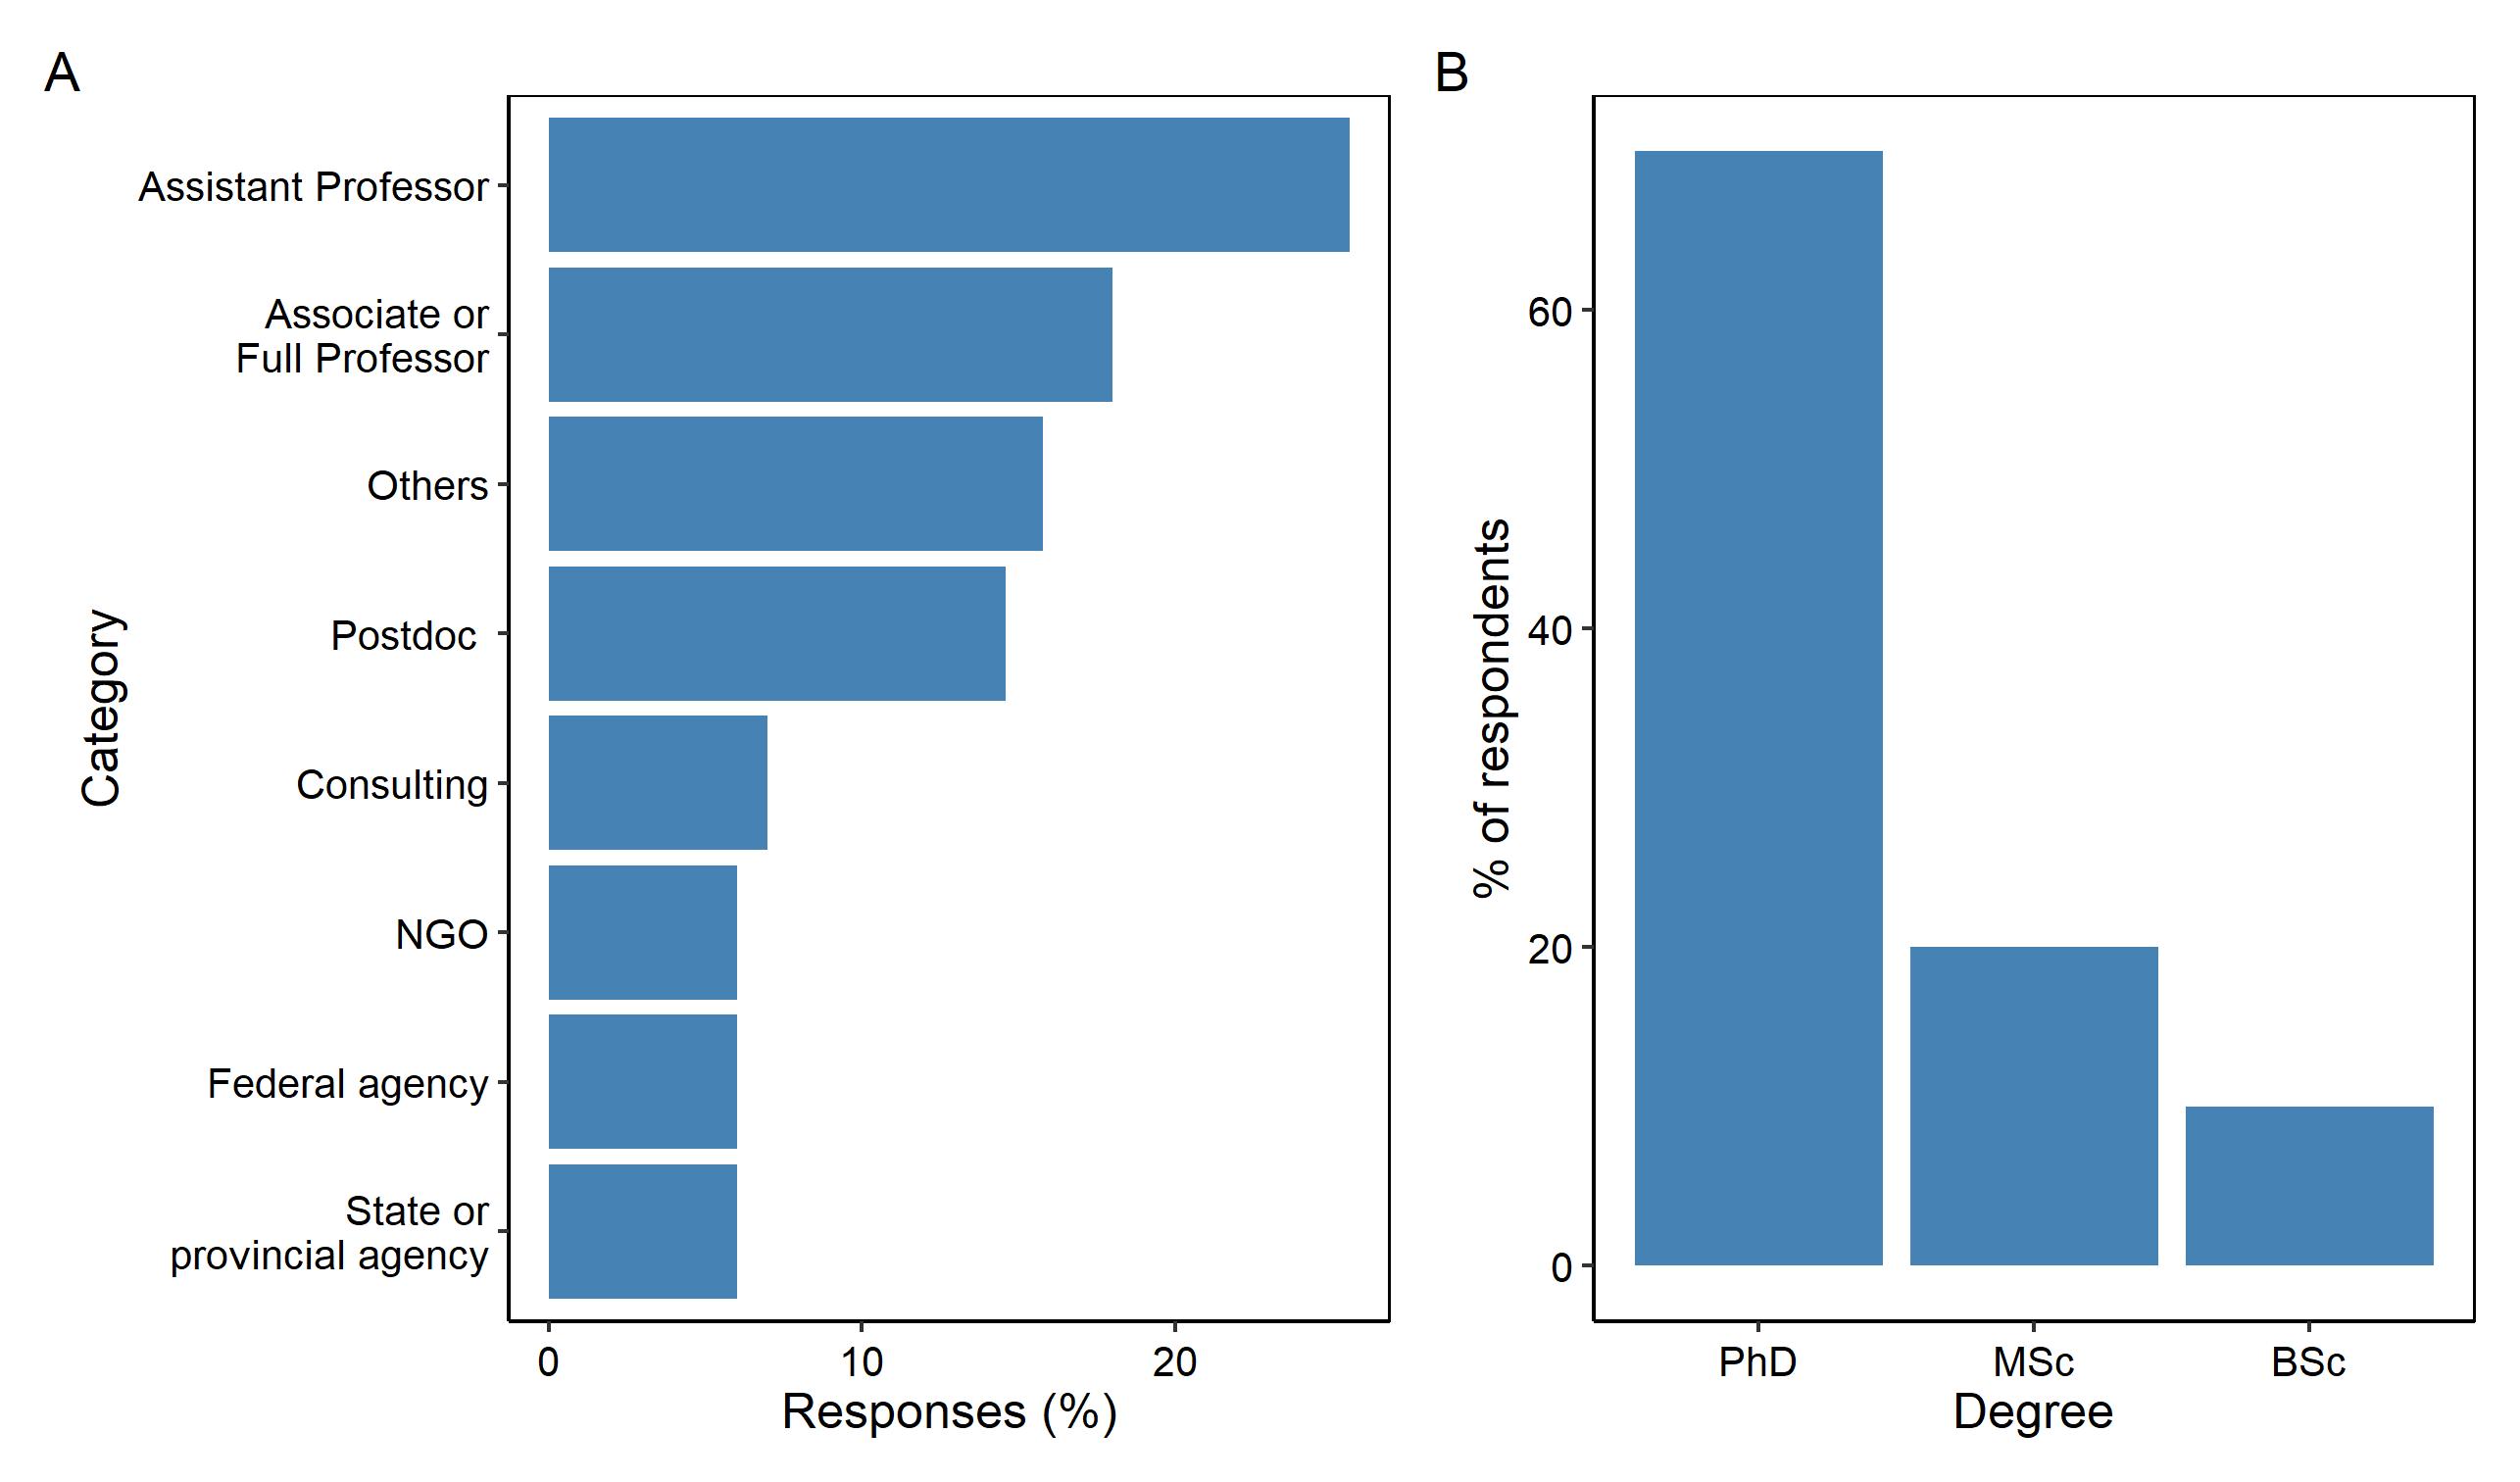 A
Assistant Professor
Associate or
Full Professor
Others
Postdoc
Consulting
NGO
Federal agency
State or
provincial agency
Category
0 10 20
Responses (%)
B
60
40
20
0
% of respondents
PhD MSc BSc
Degree